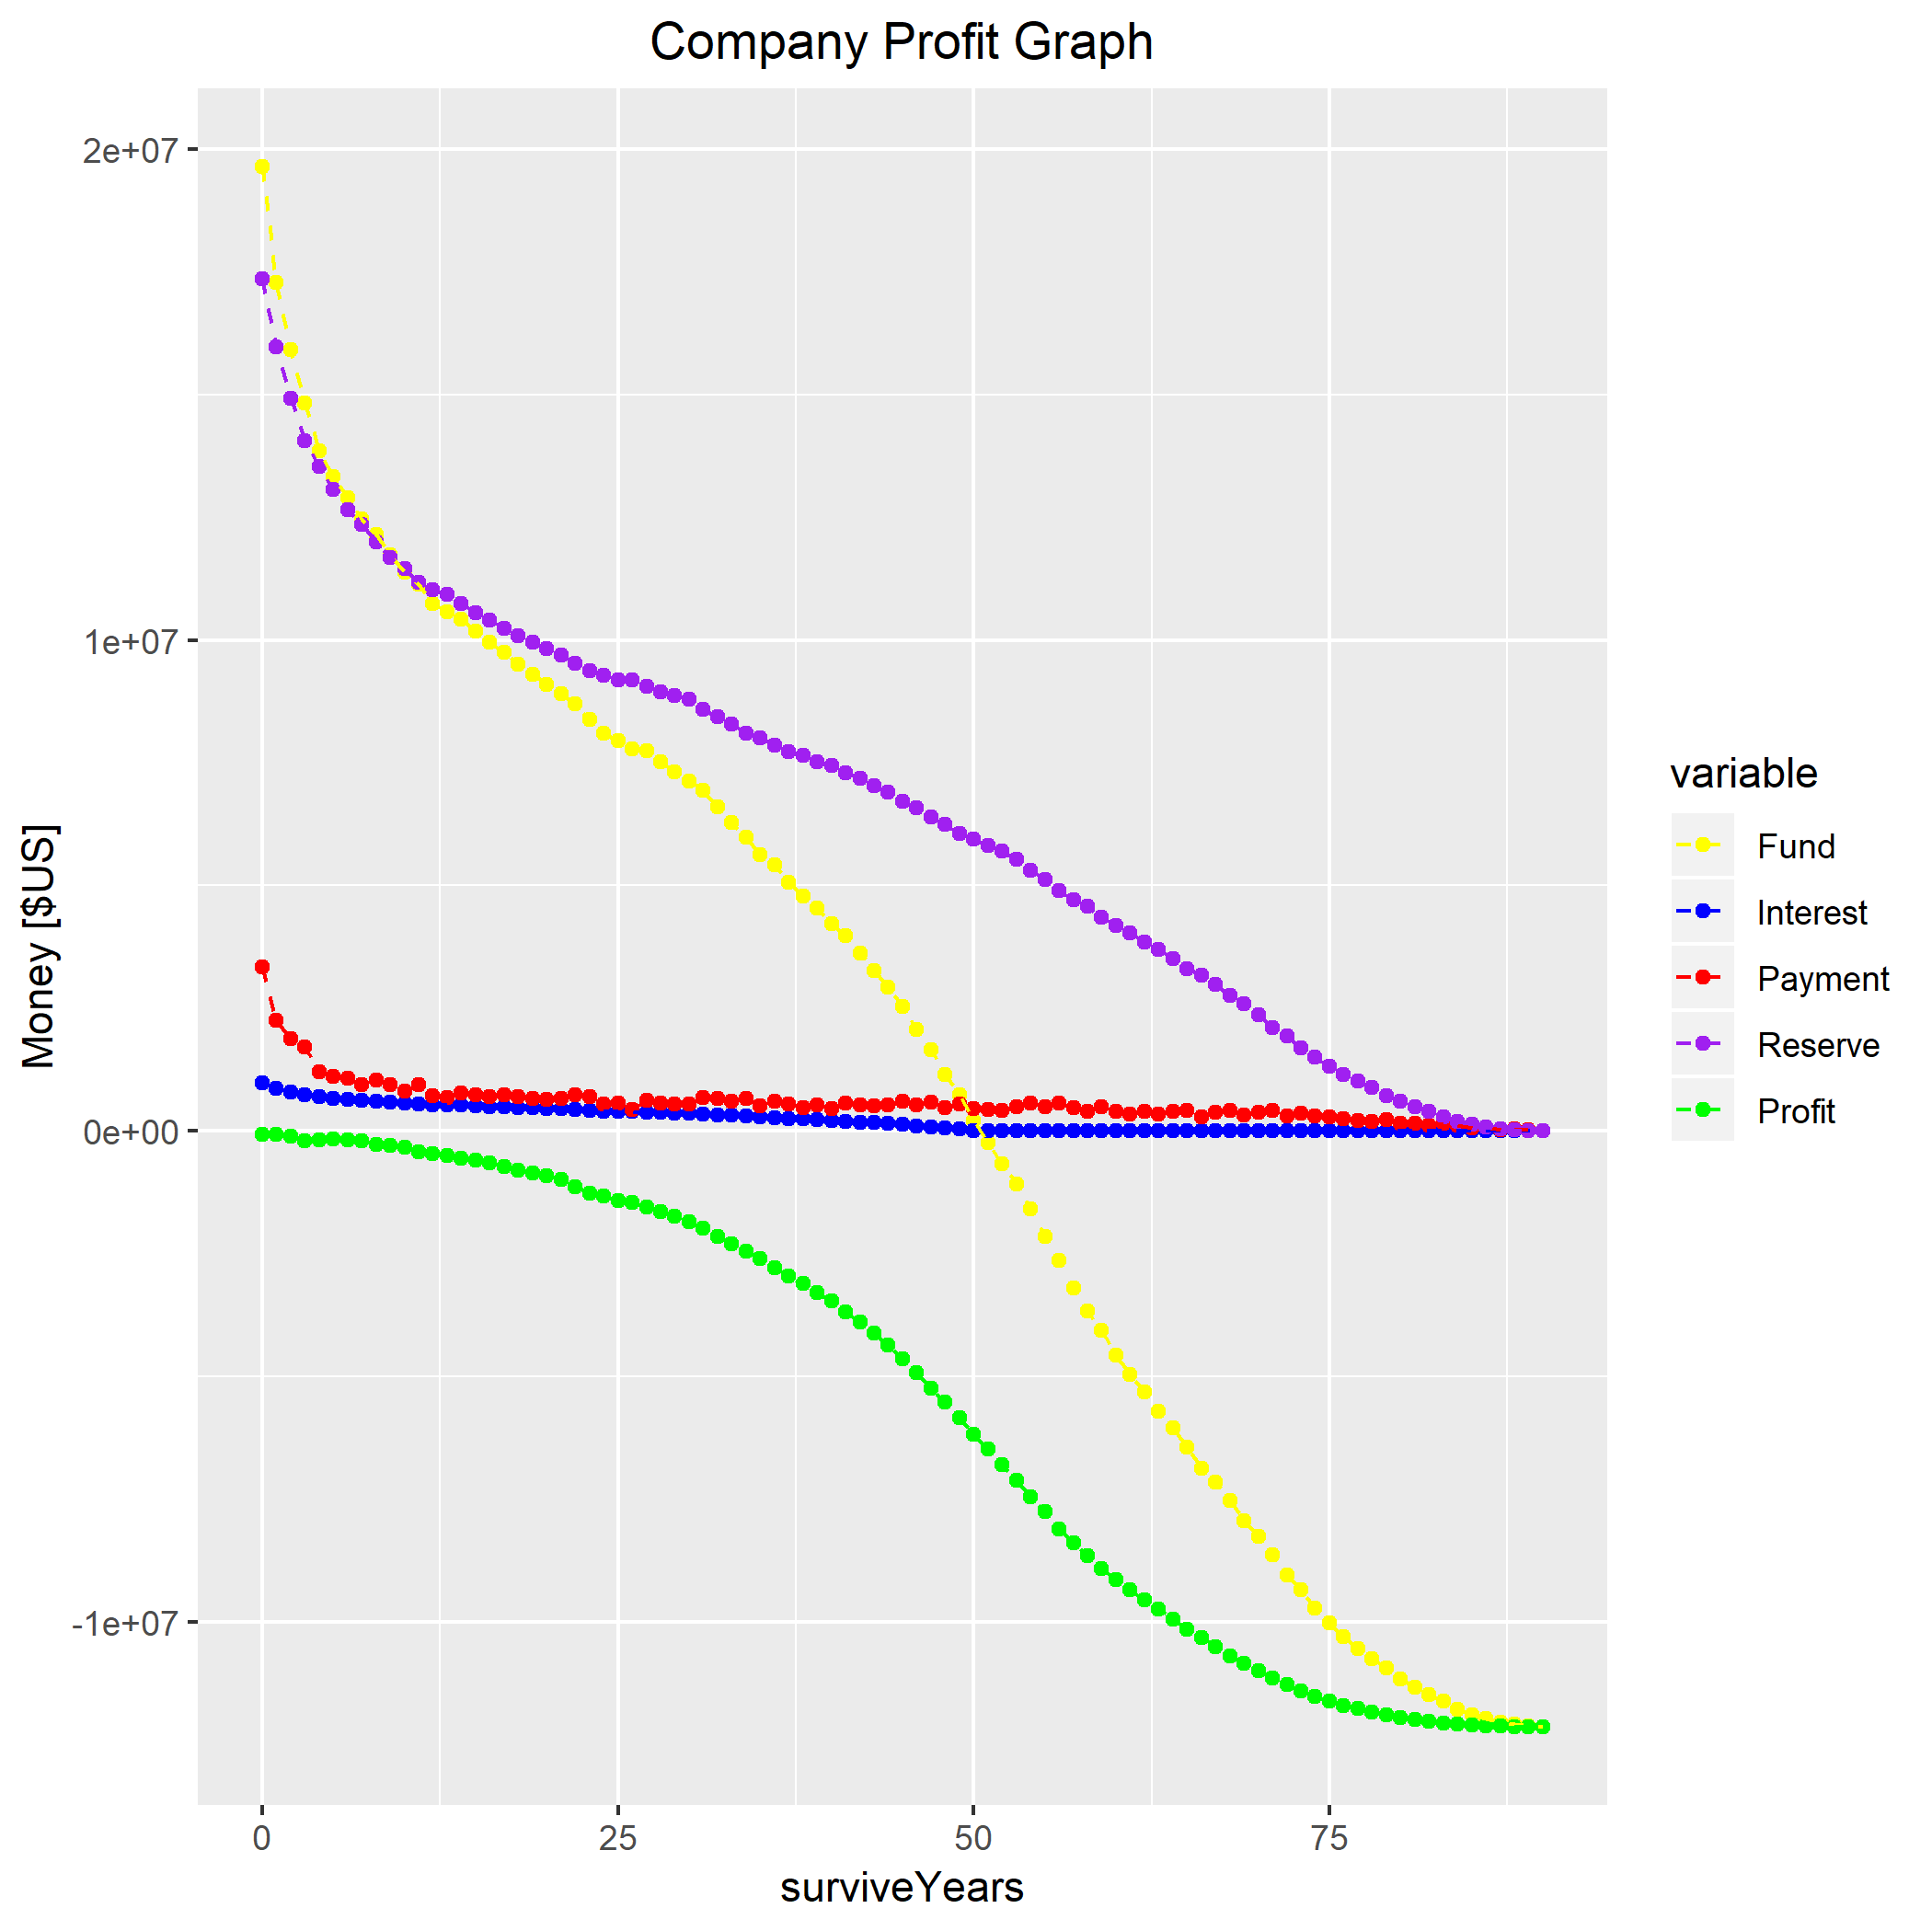 Company Profit Graph
Money [$US]
2e+07
1e+07
0e+00
-1e+07
0
25
50
75
surviveYears
variable
Fund
Interest
Payment
Reserve
Profit